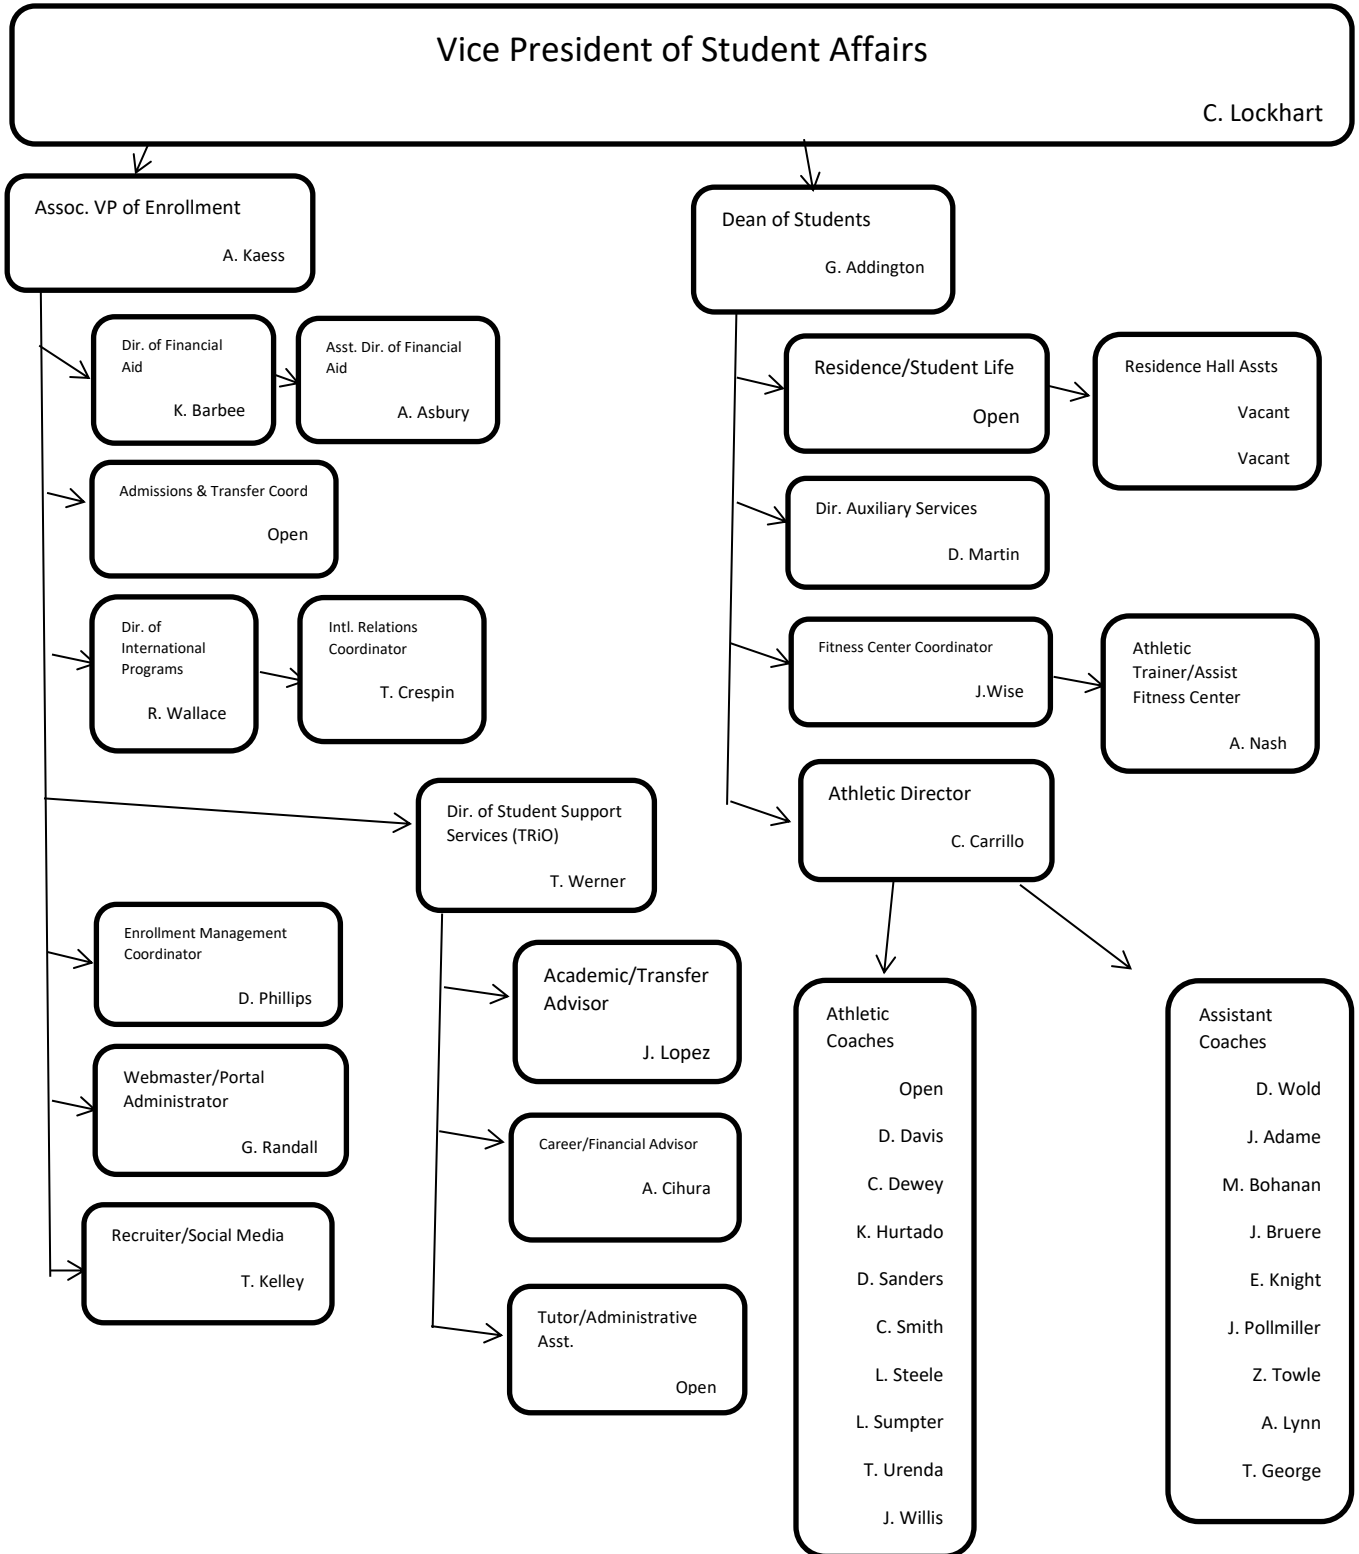 Vice President of Student Affairs
C. Lockhart
Assoc. VP of Enrollment
A. Kaess
Dir. of Financial
Aid
K. Barbee
Asst. Dir. of Financial
Aid
A. Asbury
Admissions & Transfer Coord
Open
Dir. of
International
Programs
R. Wallace
Intl. Relations
Coordinator
T. Crespin
Dir. of Student Support
Services (TRiO)
T. Werner
Enrollment Management
Coordinator
D. Phillips
Webmaster/Portal
Administrator
G. Randall
Recruiter/Social Media
T. Kelley
Academic/Transfer
Advisor
J. Lopez
Career/Financial Advisor
A. Cihura
Tutor/Administrative
Asst.
Open
Dean of Students
G. Addington
Residence/Student Life
Open
Residence Hall Assts
Vacant
Vacant
Dir. Auxiliary Services
D. Martin
Fitness Center Coordinator
J.Wise
Athletic
Trainer/Assist
Fitness Center
A. Nash
Athletic Director
C. Carrillo
Athletic
Coaches
Open
D. Davis
C. Dewey
K. Hurtado
D. Sanders
C. Smith
L. Steele
L. Sumpter
T. Urenda
J. Willis
Assistant
Coaches
D. Wold
J. Adame
M. Bohanan
J. Bruere
E. Knight
J. Pollmiller
Z. Towle
A. Lynn
T. George